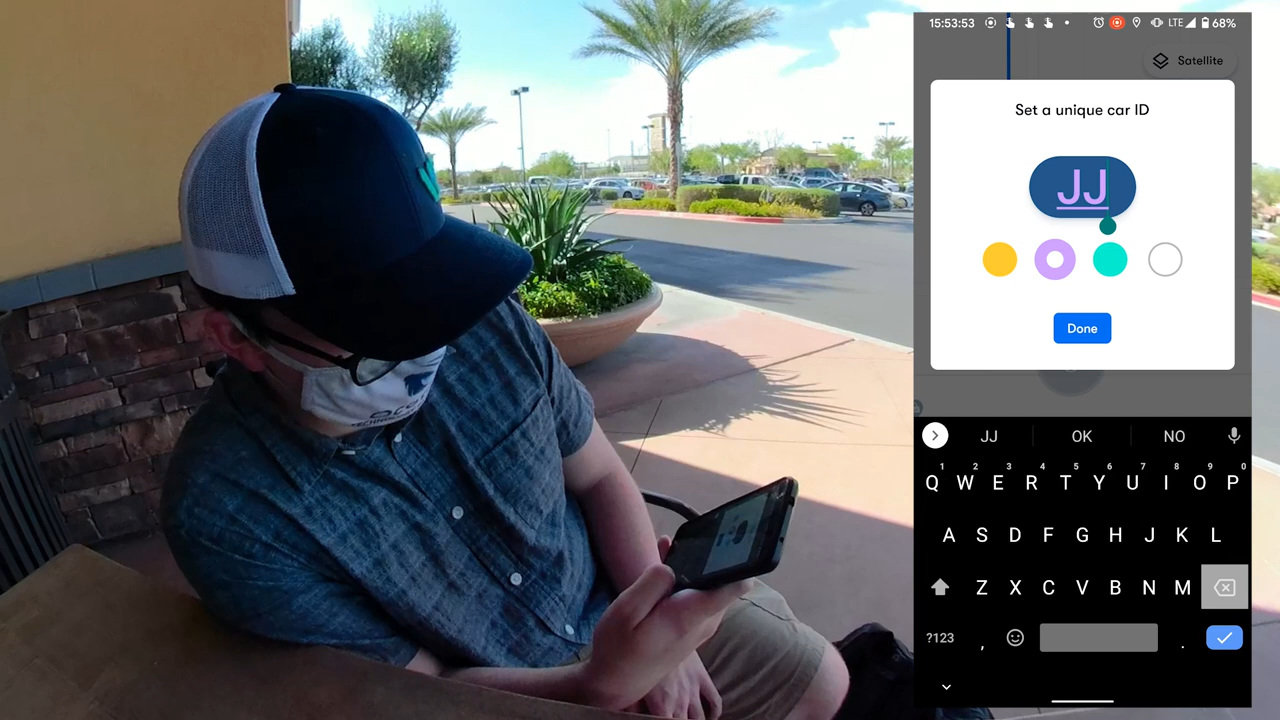 15:53:53 LTE 68%
Satellite
Set a unique car ID
JJ
Done
JJ OK NO
1 2 3 4 5 6 7 8 9 0
Q W E R T Y U I O P
A S D F G H J K L
Z X C V B N M
?123 , .